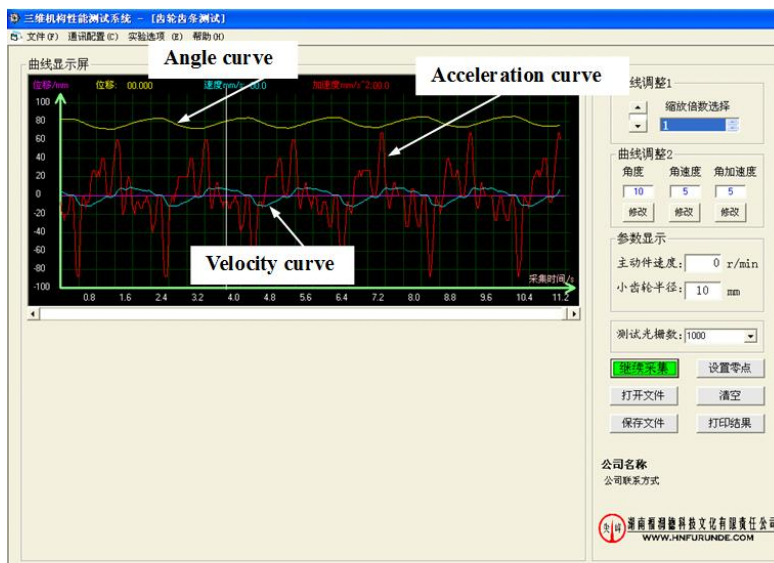 三维机构性能测试系统 - [齿轮齿条测试]
文件(F) 通讯配置(C) 实验选项(E) 帮助(H)
曲线显示屏
位移/mm 位移: 00.000 速度mm/s 00.0 加速度mm/s^2:00.0
Angle curve
Acceleration curve
Velocity curve
100
80
60
40
20
0
-20
-40
-60
-80
-100
采集时间/s
0.8 1.6 2.4 3.2 4.0 4.8 5.6 6.4 7.2 8.0 8.8 9.6 10.4 11.2
曲线调整1
缩放倍数选择
1
曲线调整2
角度 角速度 角加速度
10 5 5
修改 修改 修改
参数显示
主动件速度: 0 r/min
小齿轮半径: 10 mm
测试光栅数: 1000
继续采集 设置零点
打开文件 清空
保存文件 打印结果
公司名称
公司联系方式
湖南福润德科技文化有限责任公司
WWW.HNFURUNDE.COM